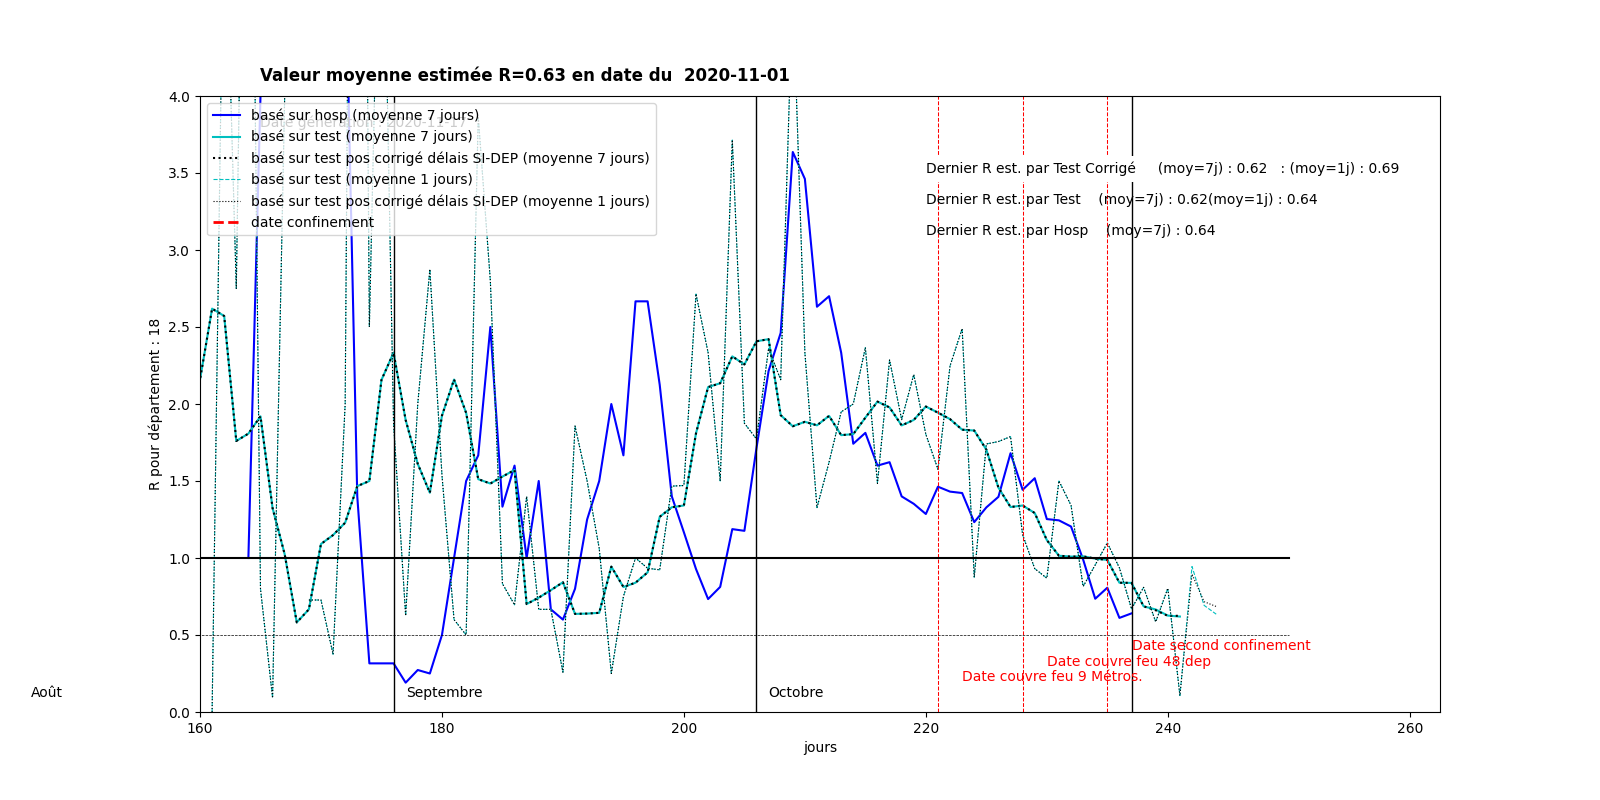 Valeur moyenne estimée R=0.63 en date du  2020-11-01
4.0
3.5
3.0
2.5
2.0
1.5
1.0
0.5
0.0
R pour département : 18
basé sur hosp (moyenne 7 jours)
Date génération : 2020-11-17
basé sur test (moyenne 7 jours)
basé sur test pos corrigé délais SI-DEP (moyenne 7 jours)
basé sur test (moyenne 1 jours)
basé sur test pos corrigé délais SI-DEP (moyenne 1 jours)
date confinement
Dernier R est. par Test Corrigé (moy=7j) : 0.62 : (moy=1j) : 0.69
Dernier R est. par Test (moy=7j) : 0.62(moy=1j) : 0.64
Dernier R est. par Hosp (moy=7j) : 0.64
Date second confinement
Date couvre feu 48 dep
Date couvre feu 9 Métros.
Août
Septembre
Octobre
160
180
200
220
240
260
jours